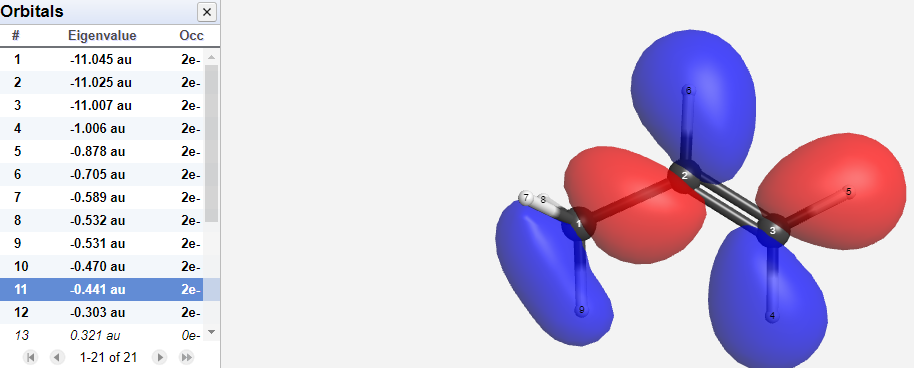 Orbitals ×
# Eigenvalue Occ
1 -11.045 au 2e-
2 -11.025 au 2e-
3 -11.007 au 2e-
4 -1.006 au 2e-
5 -0.878 au 2e-
6 -0.705 au 2e-
7 -0.589 au 2e-
8 -0.532 au 2e-
9 -0.531 au 2e-
10 -0.470 au 2e-
11 -0.441 au 2e-
12 -0.303 au 2e-
13 0.321 au 0e-
1-21 of 21
6
2
5
7 8
1
3
9
4